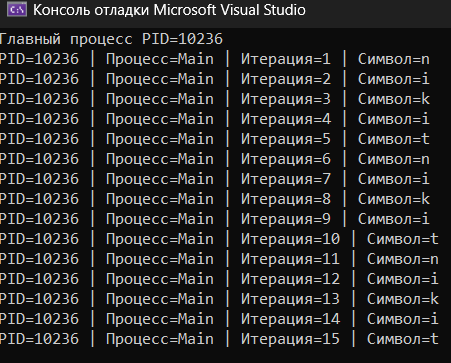 Консоль отладки Microsoft Visual Studio
Главный процесс PID=10236
PID=10236 | Процесс=Main | Итерация=1 | Символ=n
PID=10236 | Процесс=Main | Итерация=2 | Символ=i
PID=10236 | Процесс=Main | Итерация=3 | Символ=k
PID=10236 | Процесс=Main | Итерация=4 | Символ=i
PID=10236 | Процесс=Main | Итерация=5 | Символ=t
PID=10236 | Процесс=Main | Итерация=6 | Символ=n
PID=10236 | Процесс=Main | Итерация=7 | Символ=i
PID=10236 | Процесс=Main | Итерация=8 | Символ=k
PID=10236 | Процесс=Main | Итерация=9 | Символ=i
PID=10236 | Процесс=Main | Итерация=10 | Символ=t
PID=10236 | Процесс=Main | Итерация=11 | Символ=n
PID=10236 | Процесс=Main | Итерация=12 | Символ=i
PID=10236 | Процесс=Main | Итерация=13 | Символ=k
PID=10236 | Процесс=Main | Итерация=14 | Символ=i
PID=10236 | Процесс=Main | Итерация=15 | Символ=t